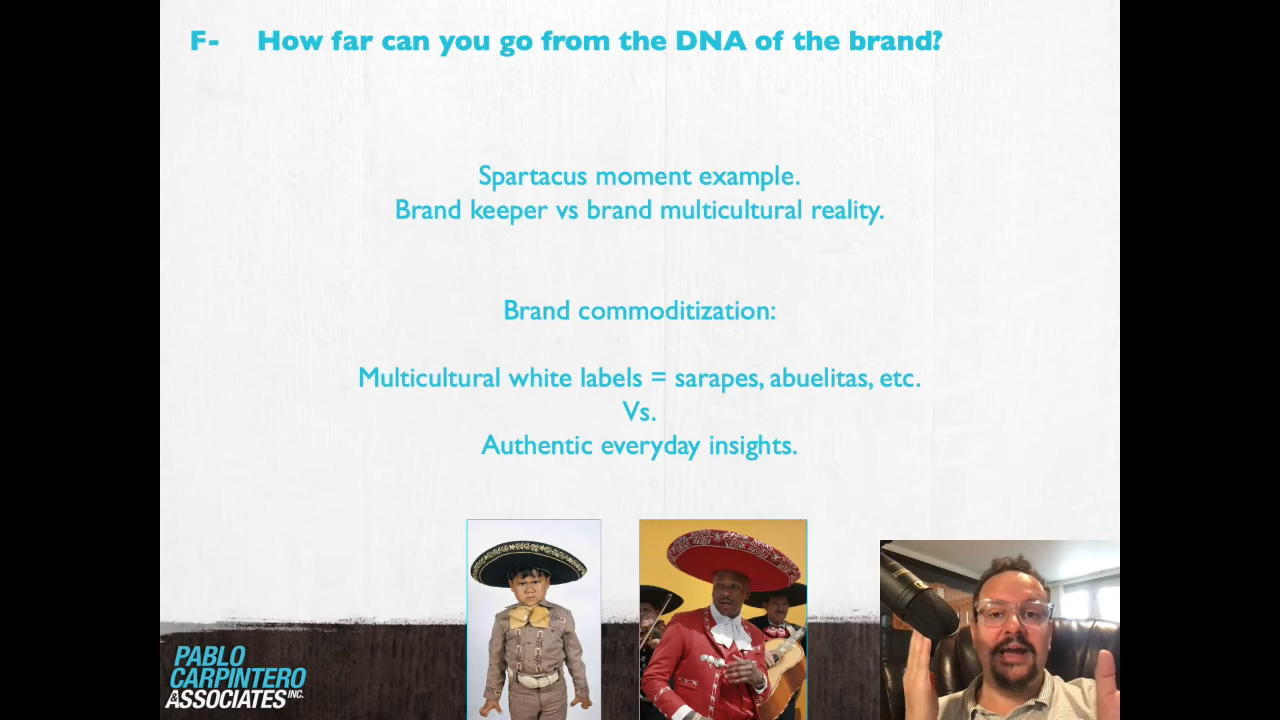 F- How far can you go from the DNA of the brand?
Spartacus moment example.
Brand keeper vs brand multicultural reality.
Brand commoditization:
Multicultural white labels = sarapes, abuelitas, etc.
Vs.
Authentic everyday insights.
PABLO
CARPINTERO
& ASSOCIATES INC.